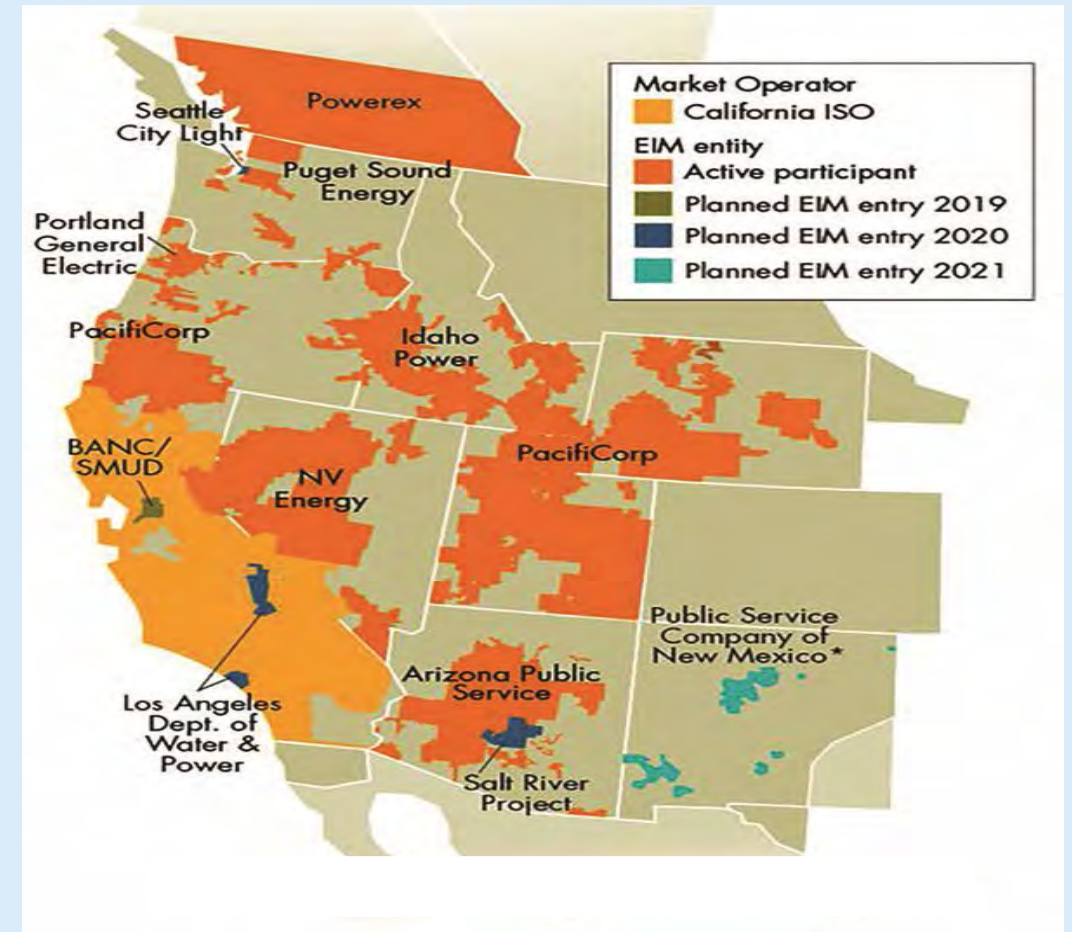 Market Operator
California ISO
EIM entity
Active participant
Planned EIM entry 2019
Planned EIM entry 2020
Planned EIM entry 2021
Powerex
Seattle
City Light
Puget Sound
Energy
Portland
General
Electric
PacifiCorp
Idaho
Power
BANC/
SMUD
NV
Energy
PacifiCorp
Public Service
Company of
New Mexico*
Arizona Public
Service
Los Angeles
Dept. of
Water &
Power
Salt River
Project